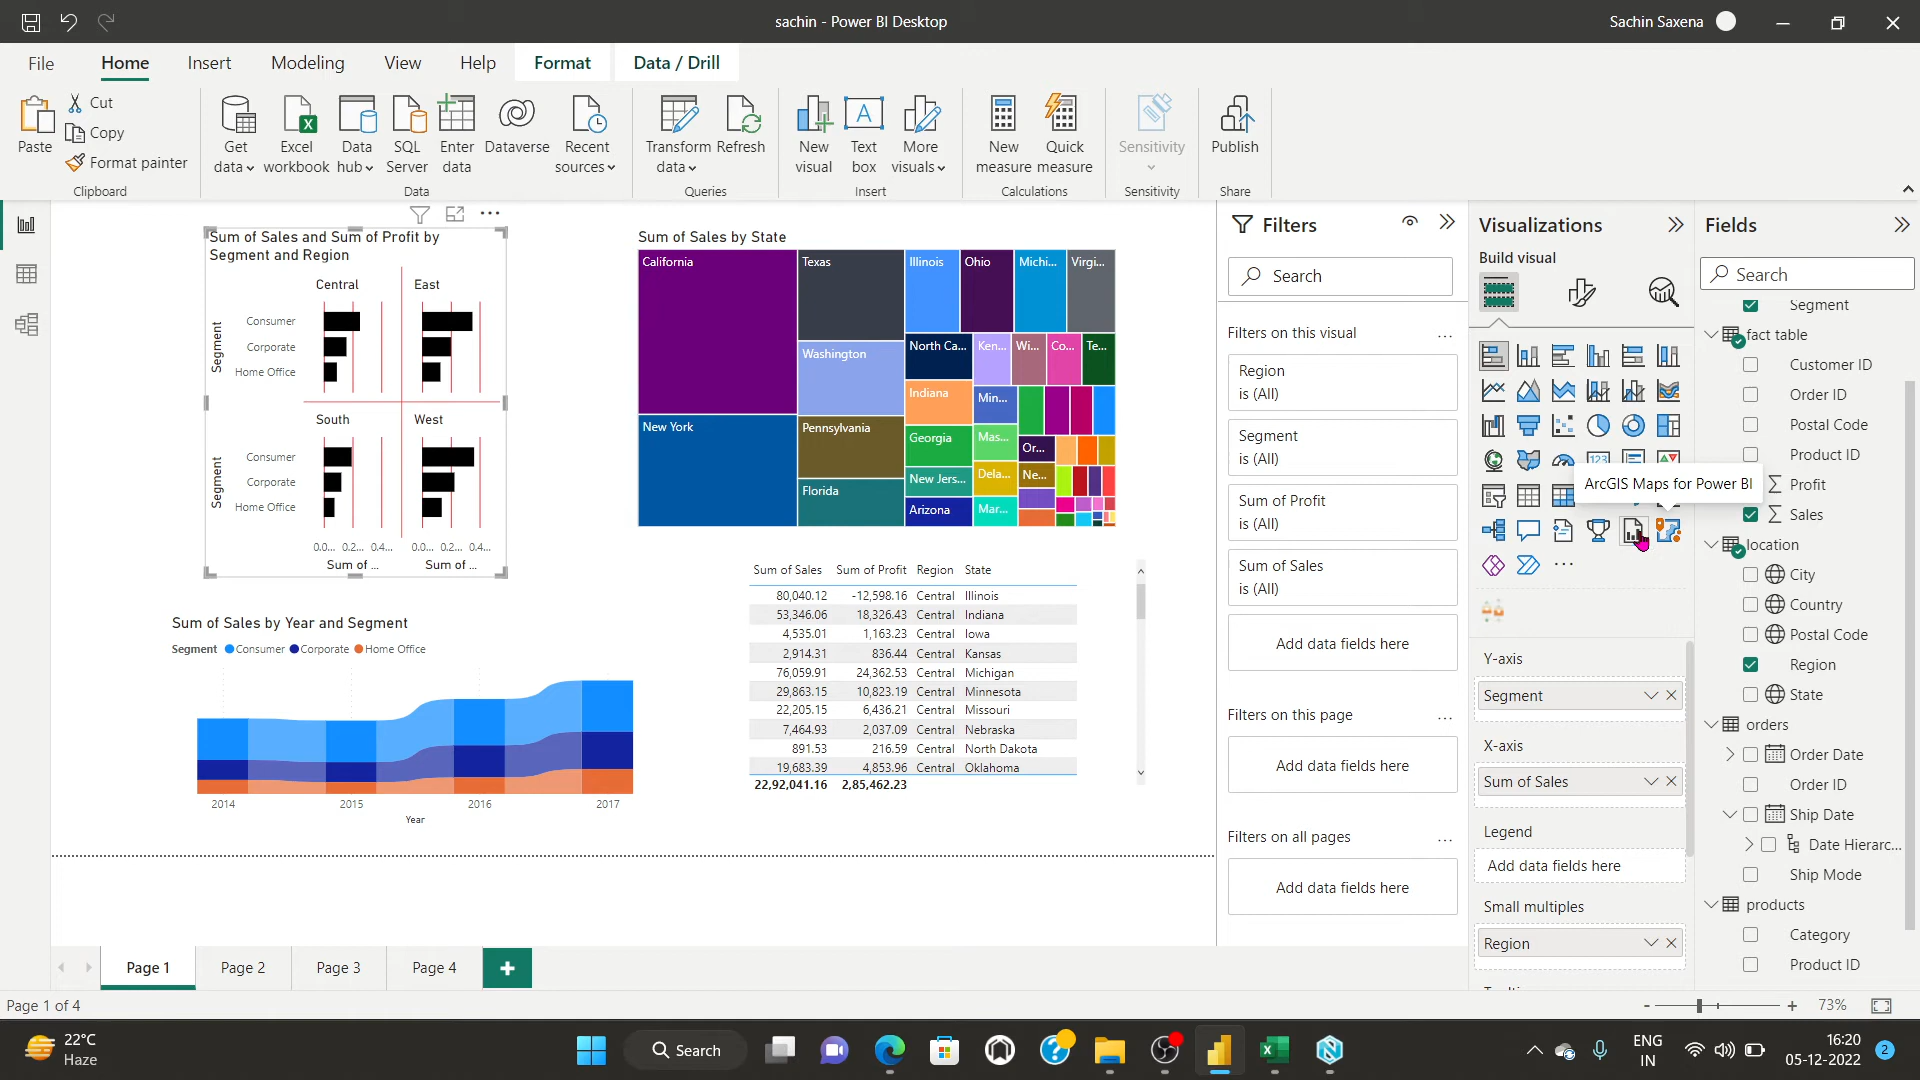 sachin - Power BI Desktop
Sachin Saxena
File
Home
Insert
Modeling
View
Help
Format
Data / Drill
Paste
Cut
Copy
Format painter
Clipboard
Get data
Excel workbook
Data hub
SQL Server
Enter data
Dataverse
Recent sources
Data
Transform data
Refresh
Queries
New visual
Text box
More visuals
Insert
New measure
Quick measure
Calculations
Sensitivity
Sensitivity
Publish
Share
Sum of Sales and Sum of Profit by
Segment and Region
Central
East
Segment
Consumer
Corporate
Home Office
South
West
Segment
Consumer
Corporate
Home Office
0.0... 0.2... 0.4...
0.0... 0.2... 0.4...
Sum of ...
Sum of ...
Sum of Sales by State
California
New York
Texas
Washington
Pennsylvania
Florida
Illinois
Ohio
Michi...
Virgi...
North Ca...
Ken...
Wi...
Co...
Te...
Indiana
Min...
Georgia
Mas...
Or...
New Jers...
Dela...
Ne...
Arizona
Mar...
Sum of Sales by Year and Segment
Segment Consumer Corporate Home Office
2014
2015
2016
2017
Year
Sum of Sales Sum of Profit Region State
80,040.12 -12,598.16 Central Illinois
53,346.06 18,326.43 Central Indiana
4,535.01 1,163.23 Central Iowa
2,914.31 836.44 Central Kansas
76,059.91 24,362.53 Central Michigan
29,863.15 10,823.19 Central Minnesota
22,205.15 6,436.21 Central Missouri
7,464.93 2,037.09 Central Nebraska
891.53 216.59 Central North Dakota
19,683.39 4,853.96 Central Oklahoma
22,92,041.16 2,85,462.23
Filters
Search
Filters on this visual
...
Region
is (All)
Segment
is (All)
Sum of Profit
is (All)
Sum of Sales
is (All)
Add data fields here
Filters on this page
...
Add data fields here
Filters on all pages
...
Add data fields here
Visualizations
Build visual
123
ArcGIS Maps for Power BI
...
Y-axis
Segment
X-axis
Sum of Sales
Legend
Add data fields here
Small multiples
Region
Fields
Search
Segment
fact table
Customer ID
Order ID
Postal Code
Product ID
Profit
Sales
location
City
Country
Postal Code
Region
State
orders
Order Date
Order ID
Ship Date
Date Hierarc...
Ship Mode
products
Category
Product ID
Page 1
Page 2
Page 3
Page 4
+
Page 1 of 4
- + 73%
22°C
Haze
Search
ENG
IN
16:20
05-12-2022
2